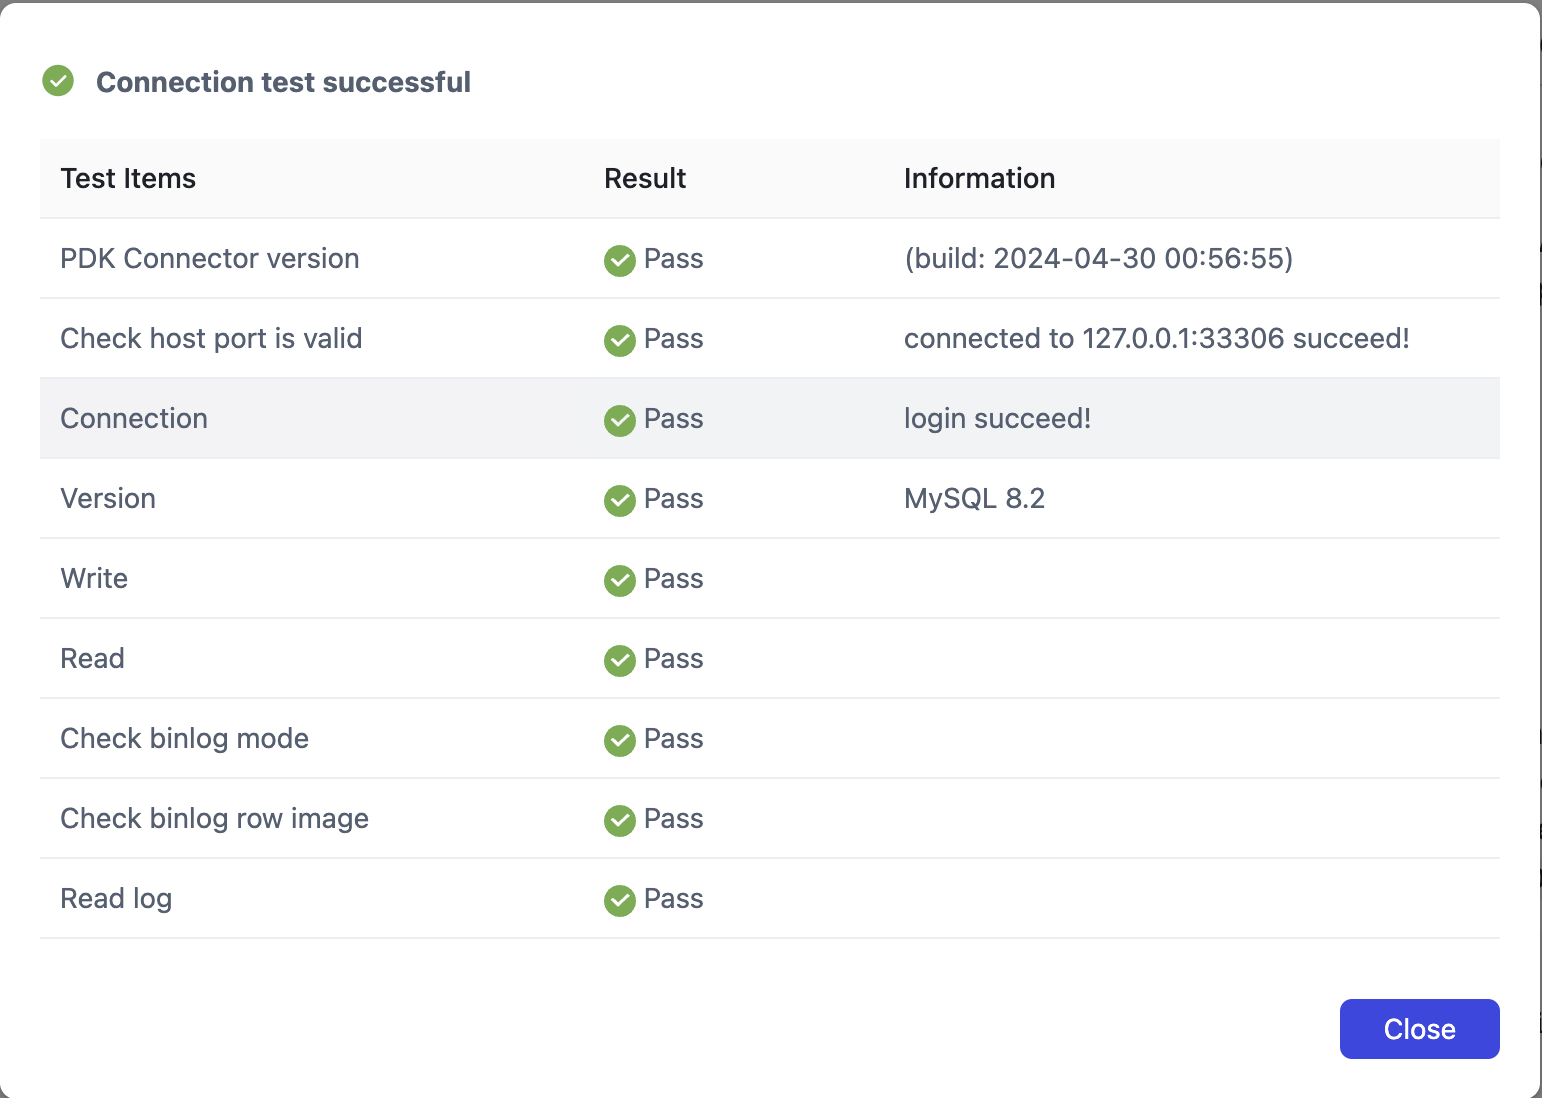 Connection test successful
Test Items Result Information
PDK Connector version Pass (build: 2024-04-30 00:56:55)
Check host port is valid Pass connected to 127.0.0.1:33306 succeed!
Connection Pass login succeed!
Version Pass MySQL 8.2
Write Pass
Read Pass
Check binlog mode Pass
Check binlog row image Pass
Read log Pass
Close